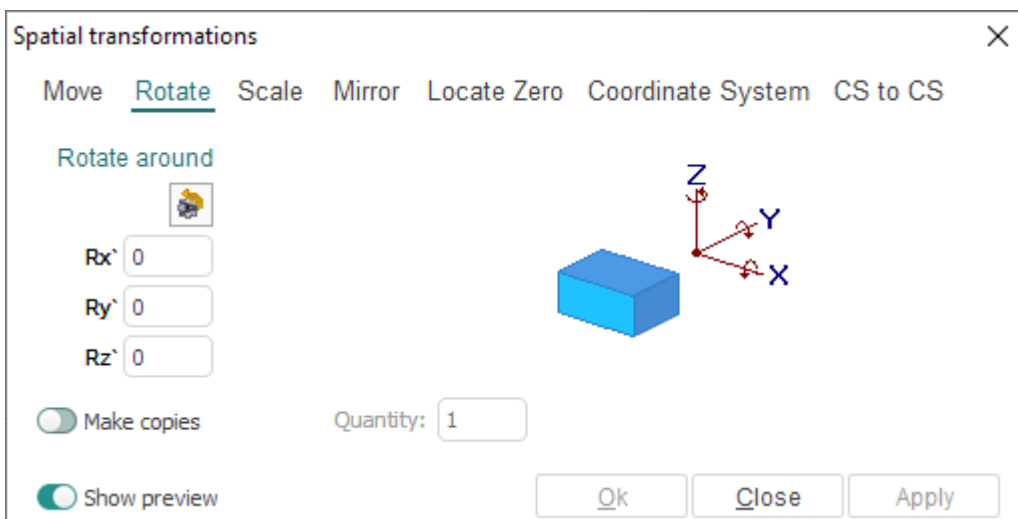 Spatial transformations
Move Rotate Scale Mirror Locate Zero Coordinate System CS to CS
Rotate around
Z
Y
X
Rx` 0
Ry` 0
Rz` 0
Make copies Quantity: 1
Show preview Ok Close Apply